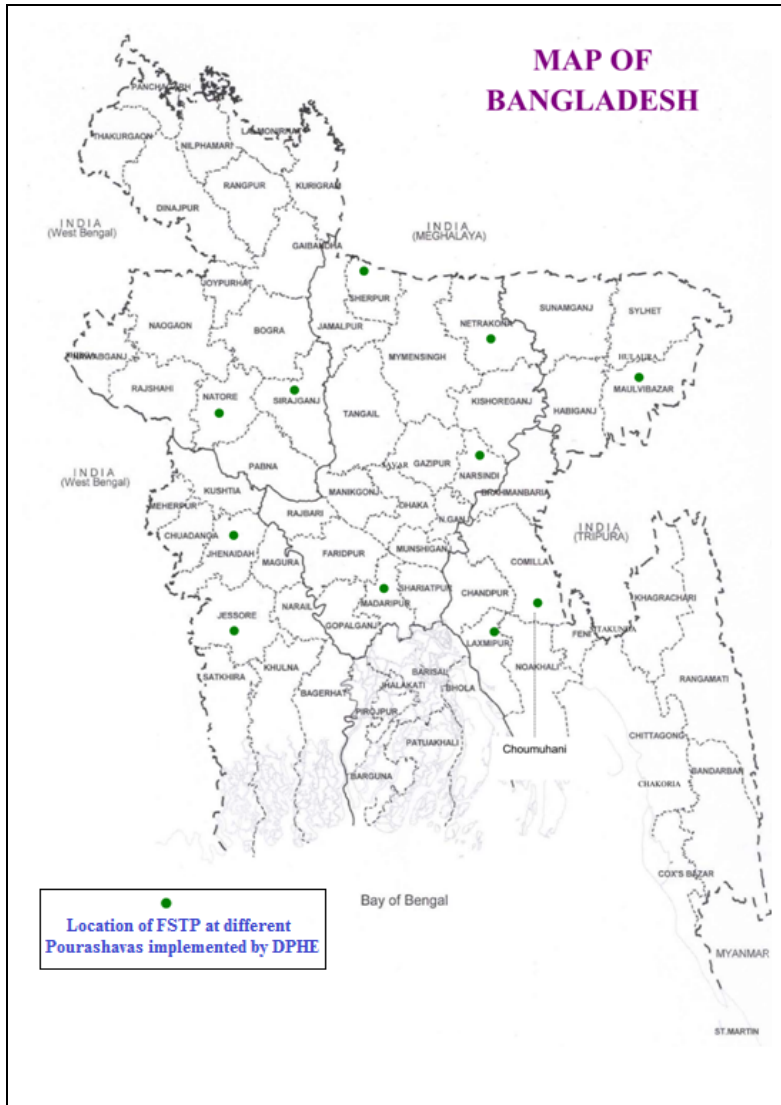 MAP OF
BANGLADESH
PANCHAGARH
THAKURGAON
NILPHAMARI
LALMONIRHAT
RANGPUR
KURIGRAM
DINAJPUR
INDIA
(West Bengal)
INDIA
(MEGHALAYA)
GAIBANDHA
JOYPURHAT
SHERPUR
JAMALPUR
NAOGAON
BOGRA
NETRAKONA
SUNAMGANJ
SYLHET
MYMENSINGH
HULAURA
MAULVIBAZAR
RAJSHAHI
NATORE
SIRAJGANJ
TANGAIL
KISHOREGANJ
HABIGANJ
PABNA
SAVAR
GAZIPUR
NARSINDI
INDIA
(West Bengal)
KUSHTIA
MANIKGONJ
BRAHMANBARIA
MEHERPUR
RAJBARI
DHAKA
N.GANJ
CHUADANGA
INDIA
(TRIPURA)
JHENAIDAH
MAGURA
FARIDPUR
MUNSHIGANJ
COMILLA
SHARIATPUR
CHANDPUR
KHAGRACHARI
MADARIPUR
JESSORE
NARAIL
GOPALGANJ
LAXMIPUR
FENI
NOAKHALI
SATKHIRA
KHULNA
BARISAL
RANGAMATI
BAGERHAT
JHALAKATI
BHOLA
PIROJPUR
PATUAKHALI
CHITTAGONG
Choumuhani
BANDARBAN
BARGUNA
CHAKORIA
COX'S BAZAR
Bay of Bengal
Location of FSTP at different
Pourashavas implemented by DPHE
MYANMAR
ST.MARTIN